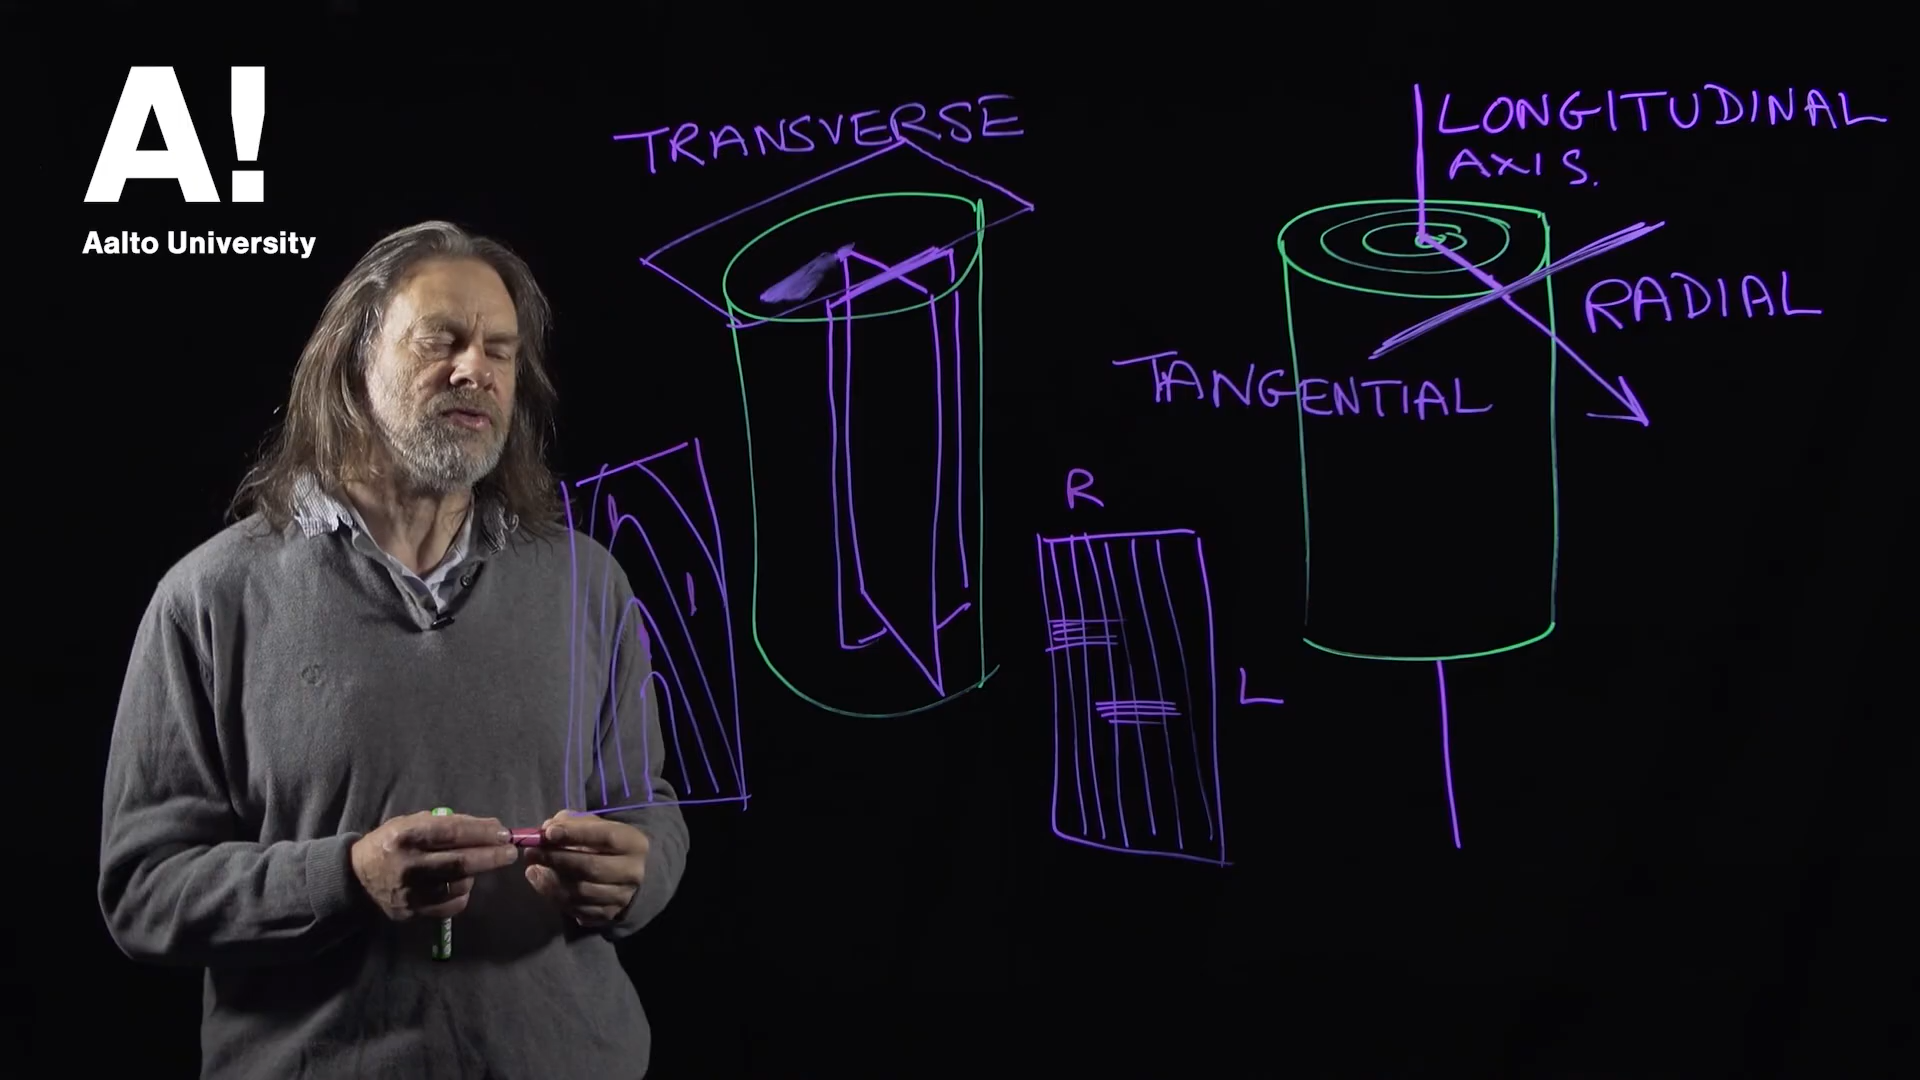 A!
Aalto University
TRANSVERSE
LONGITUDINAL
AXIS.
RADIAL
TANGENTIAL
R
L